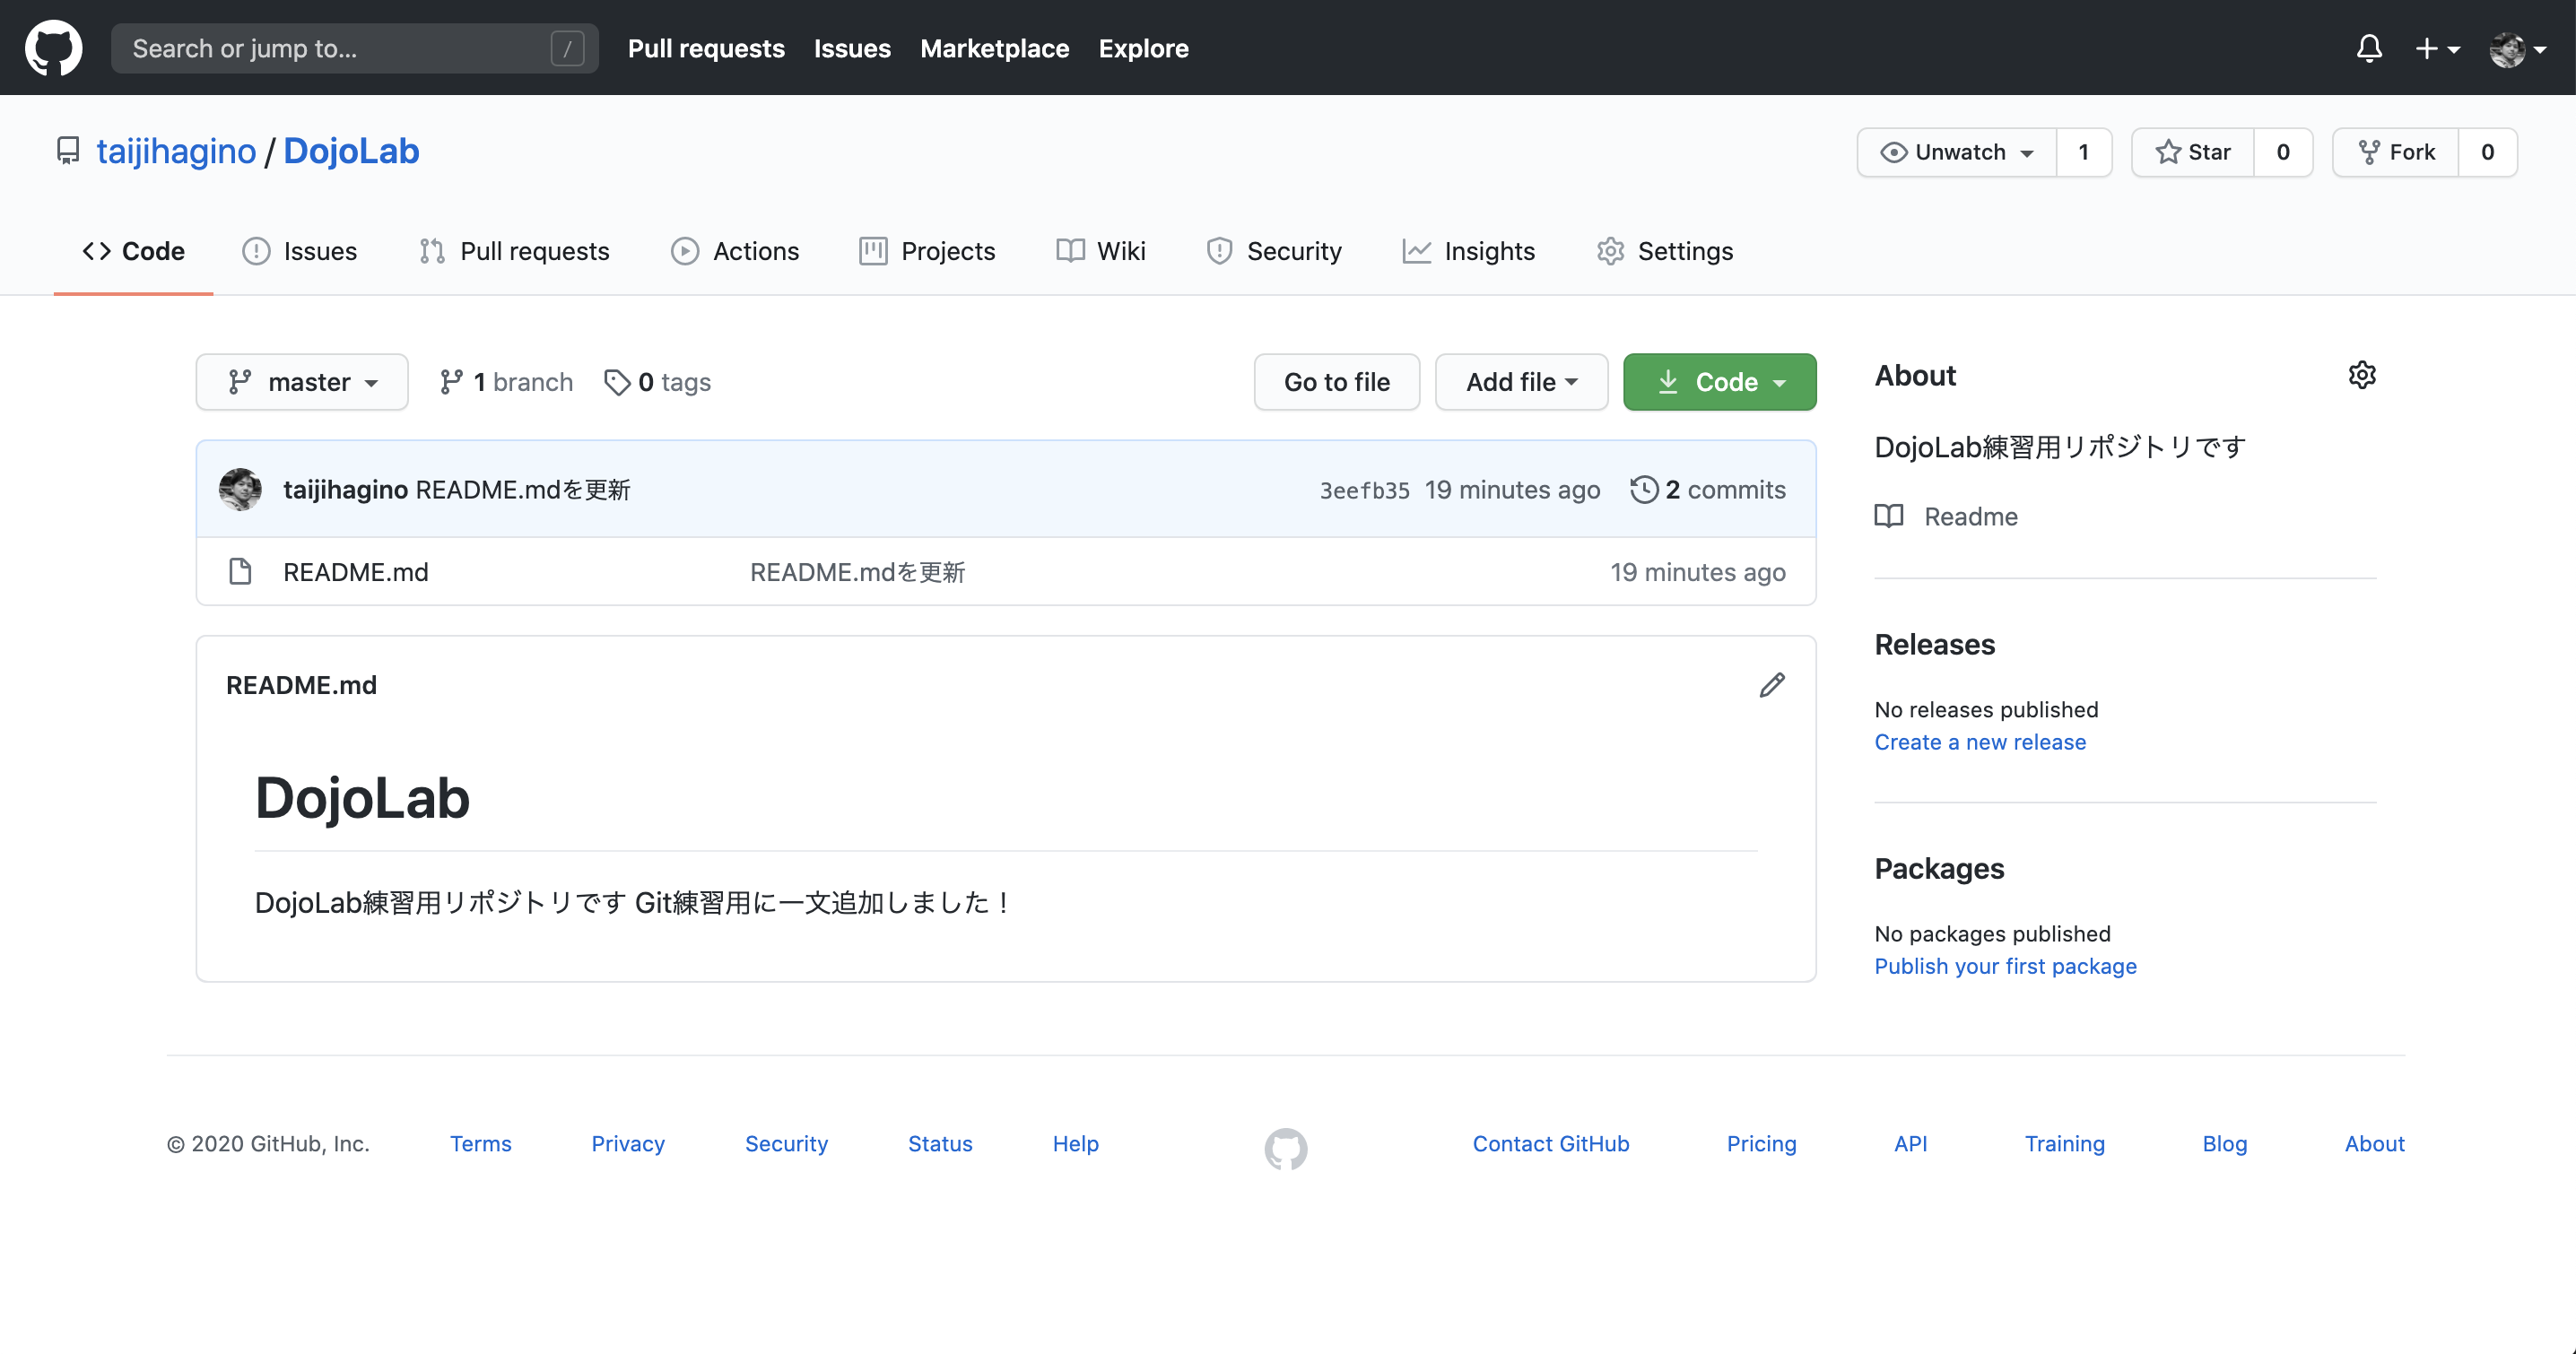 Search or jump to... /
Pull requests Issues Marketplace Explore
taijihagino / DojoLab
Unwatch 1 Star 0 Fork 0
Code Issues Pull requests Actions Projects Wiki Security Insights Settings
master 1 branch 0 tags
Go to file Add file Code
taijihagino README.mdを更新 3eefb35 19 minutes ago 2 commits
README.md README.mdを更新 19 minutes ago
README.md
DojoLab
DojoLab練習用リポジトリです Git練習用に一文追加しました！
About
DojoLab練習用リポジトリです
Readme
Releases
No releases published
Create a new release
Packages
No packages published
Publish your first package
© 2020 GitHub, Inc. Terms Privacy Security Status Help Contact GitHub Pricing API Training Blog About